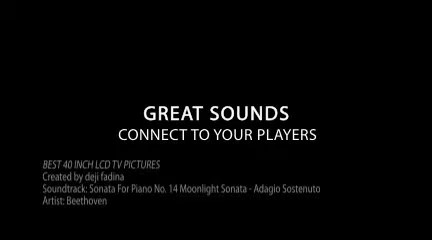 GREAT SOUNDS
CONNECT TO YOUR PLAYERS
BEST 40 INCH LCD TV PICTURES
Created by deji fadina
Soundtrack: Sonata For Piano No. 14 Moonlight Sonata - Adagio Sostenuto
Artist: Beethoven